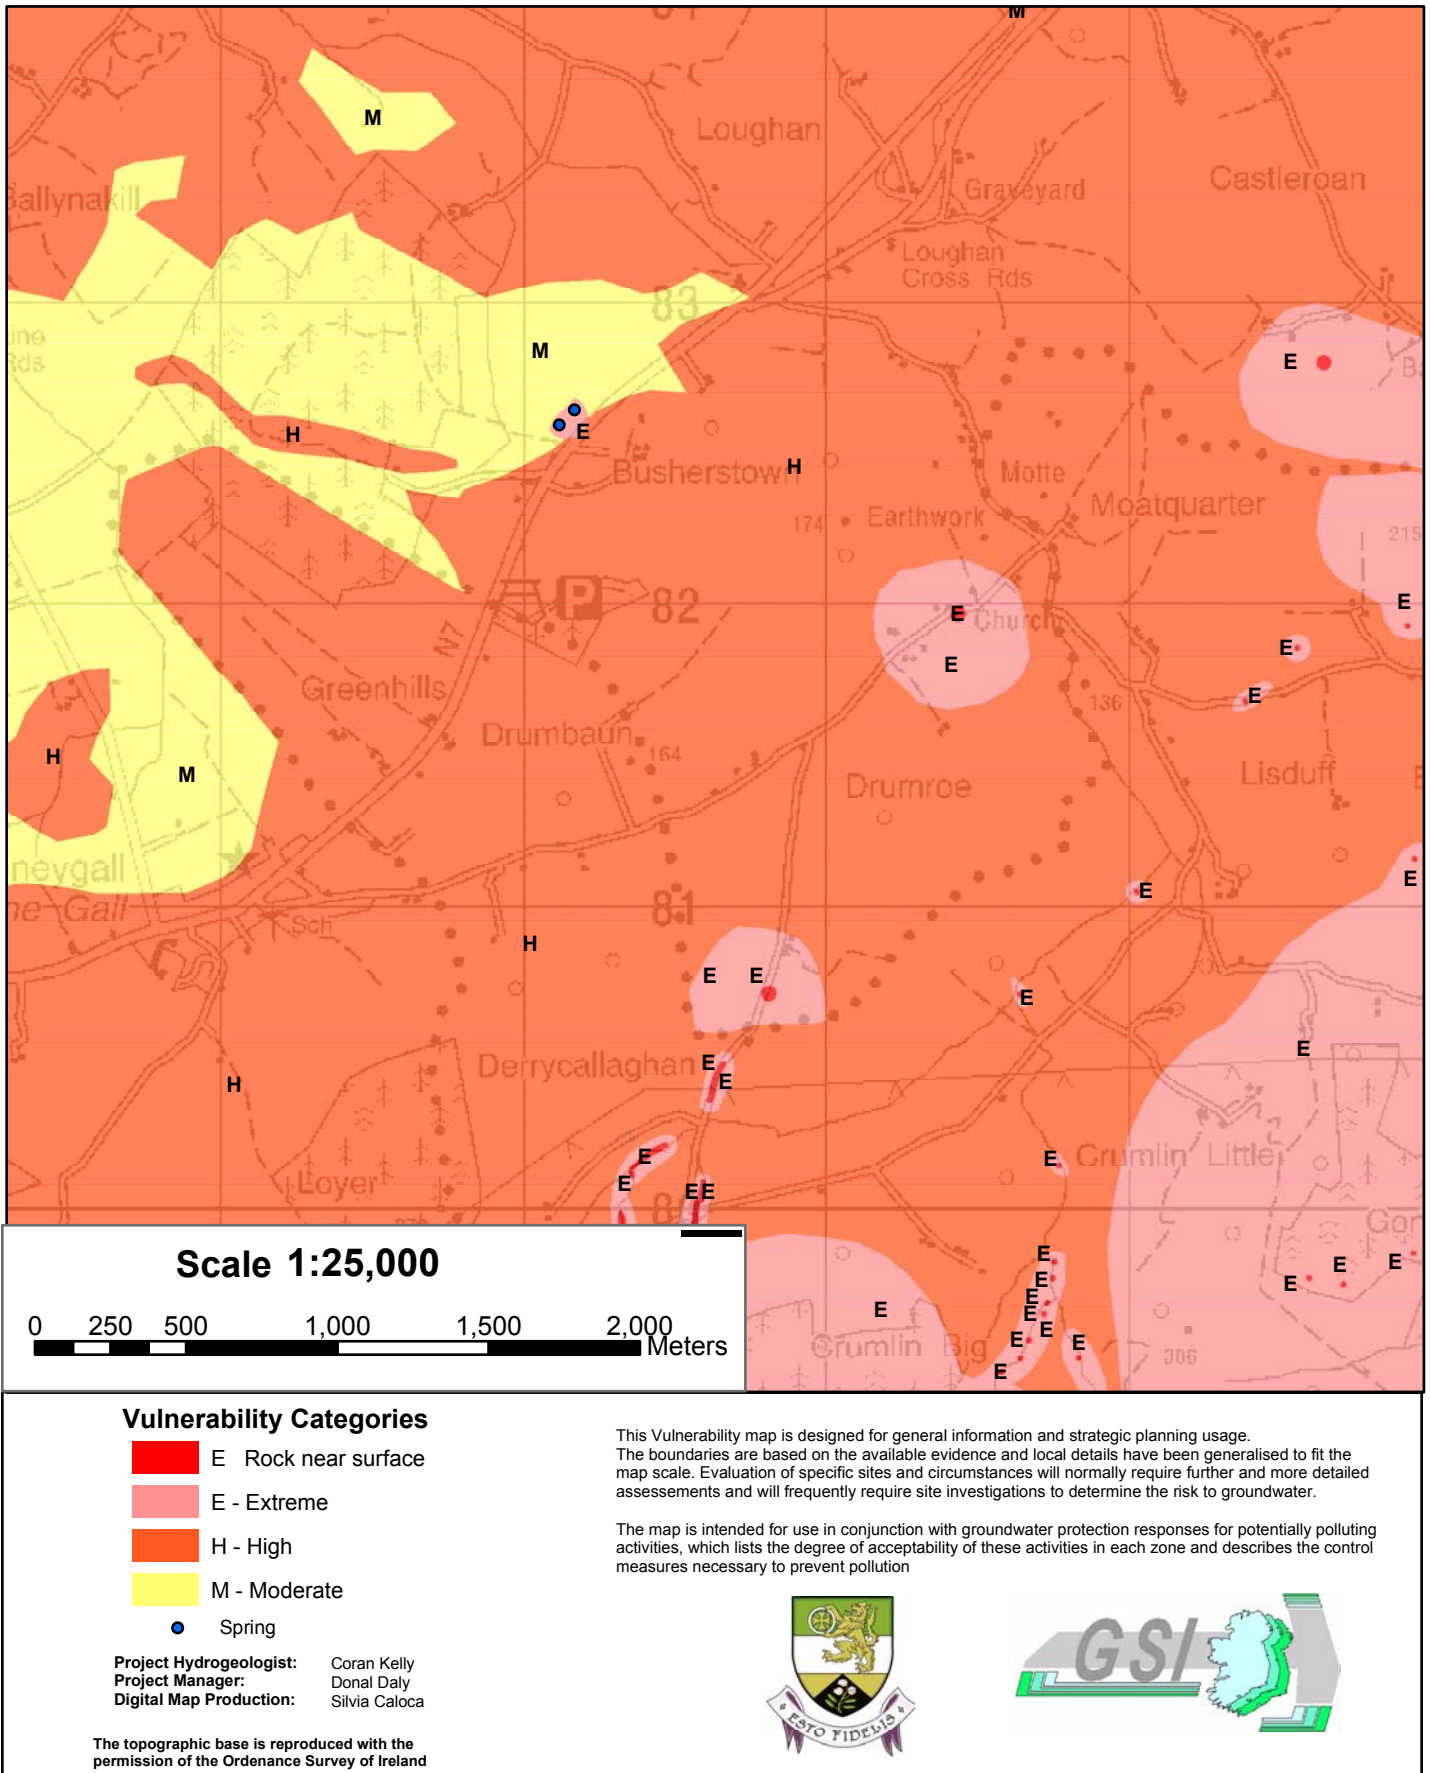 M
M
Loughan
Graveyard
Castleroan
Ballynakill
Loughan
Cross Rds
83
M
E
H
E
Busherstown
H
Motte
Moatquarter
174
Earthwork
215
P
82
E
E
Church
E
E
N7
Greenhills
E
136
Drumbaun
164
H
M
Drumroe
Lisduff
neygall
E
E
ne Gall
81
Sch
H
E
E
E
E
Derrycallaghan
E
E
H
E
E
Crumlin Little
Loyer
E
E E
Gor
E
E
E
E
E
E
E
E
E
E
E
E
E
Crumlin Big
306
Scale 1:25,000
0 250 500 1,000 1,500 2,000
Meters
Vulnerability Categories
E Rock near surface
E - Extreme
H - High
M - Moderate
Spring
Project Hydrogeologist: Coran Kelly
Project Manager: Donal Daly
Digital Map Production: Silvia Caloca
The topographic base is reproduced with the
permission of the Ordenance Survey of Ireland
This Vulnerability map is designed for general information and strategic planning usage.
The boundaries are based on the available evidence and local details have been generalised to fit the
map scale. Evaluation of specific sites and circumstances will normally require further and more detailed
assessements and will frequently require site investigations to determine the risk to groundwater.
The map is intended for use in conjunction with groundwater protection responses for potentially polluting
activities, which lists the degree of acceptability of these activities in each zone and describes the control
measures necessary to prevent pollution
ESTO FIDELIS
GSI